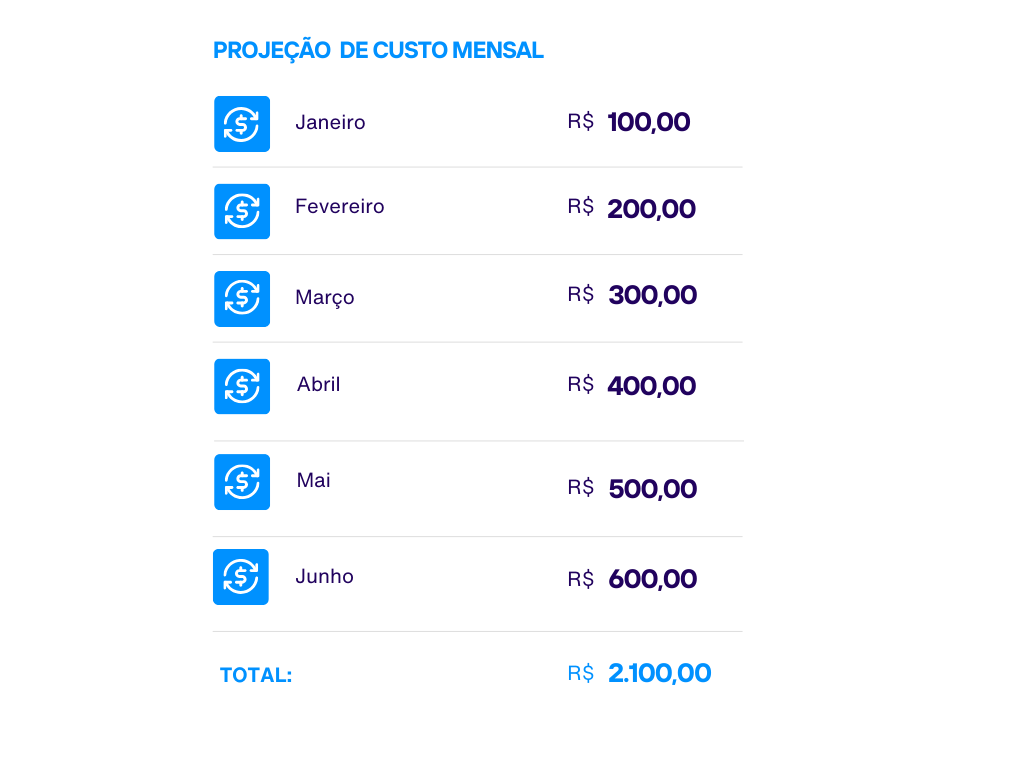 PROJEÇÃO DE CUSTO MENSAL
Janeiro R$ 100,00
Fevereiro R$ 200,00
Março R$ 300,00
Abril R$ 400,00
Mai R$ 500,00
Junho R$ 600,00
TOTAL: R$ 2.100,00